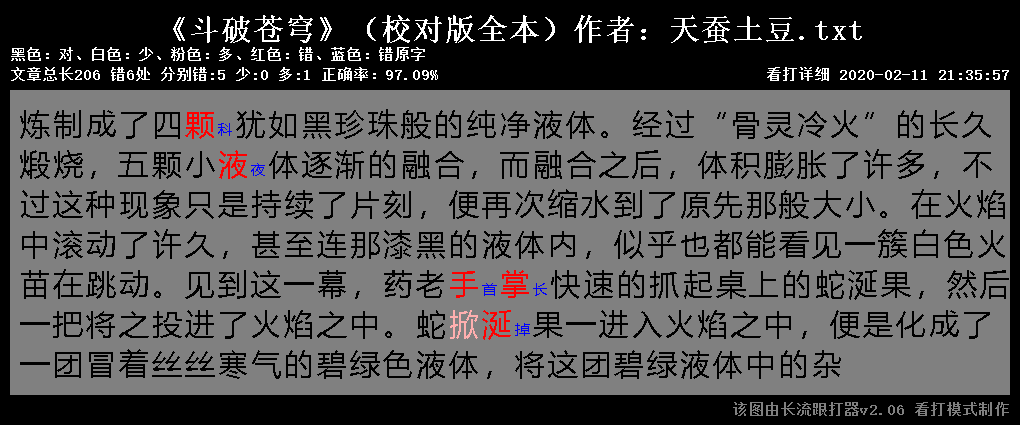 《斗破苍穹》（校对版全本）作者：天蚕土豆.txt
黑色：对、白色：少、粉色：多、红色：错、蓝色：错原字
文章总长206 错6处 分别错:5 少:0 多:1 正确率：97.09%
看打详细 2020-02-11 21:35:57
炼制成了四颗科犹如黑珍珠般的纯净液体。经过“骨灵冷火”的长久
煅烧，五颗小液夜体逐渐的融合，而融合之后，体积膨胀了许多，不
过这种现象只是持续了片刻，便再次缩水到了原先那般大小。在火焰
中滚动了许久，甚至连那漆黑的液体内，似乎也都能看见一簇白色火
苗在跳动。见到这一幕，药老手首掌长快速的抓起桌上的蛇涎果，然后
一把将之投进了火焰之中。蛇掀涎掉果一进入火焰之中，便是化成了
一团冒着丝丝寒气的碧绿色液体，将这团碧绿液体中的杂
该图由长流跟打器v2.06 看打模式制作